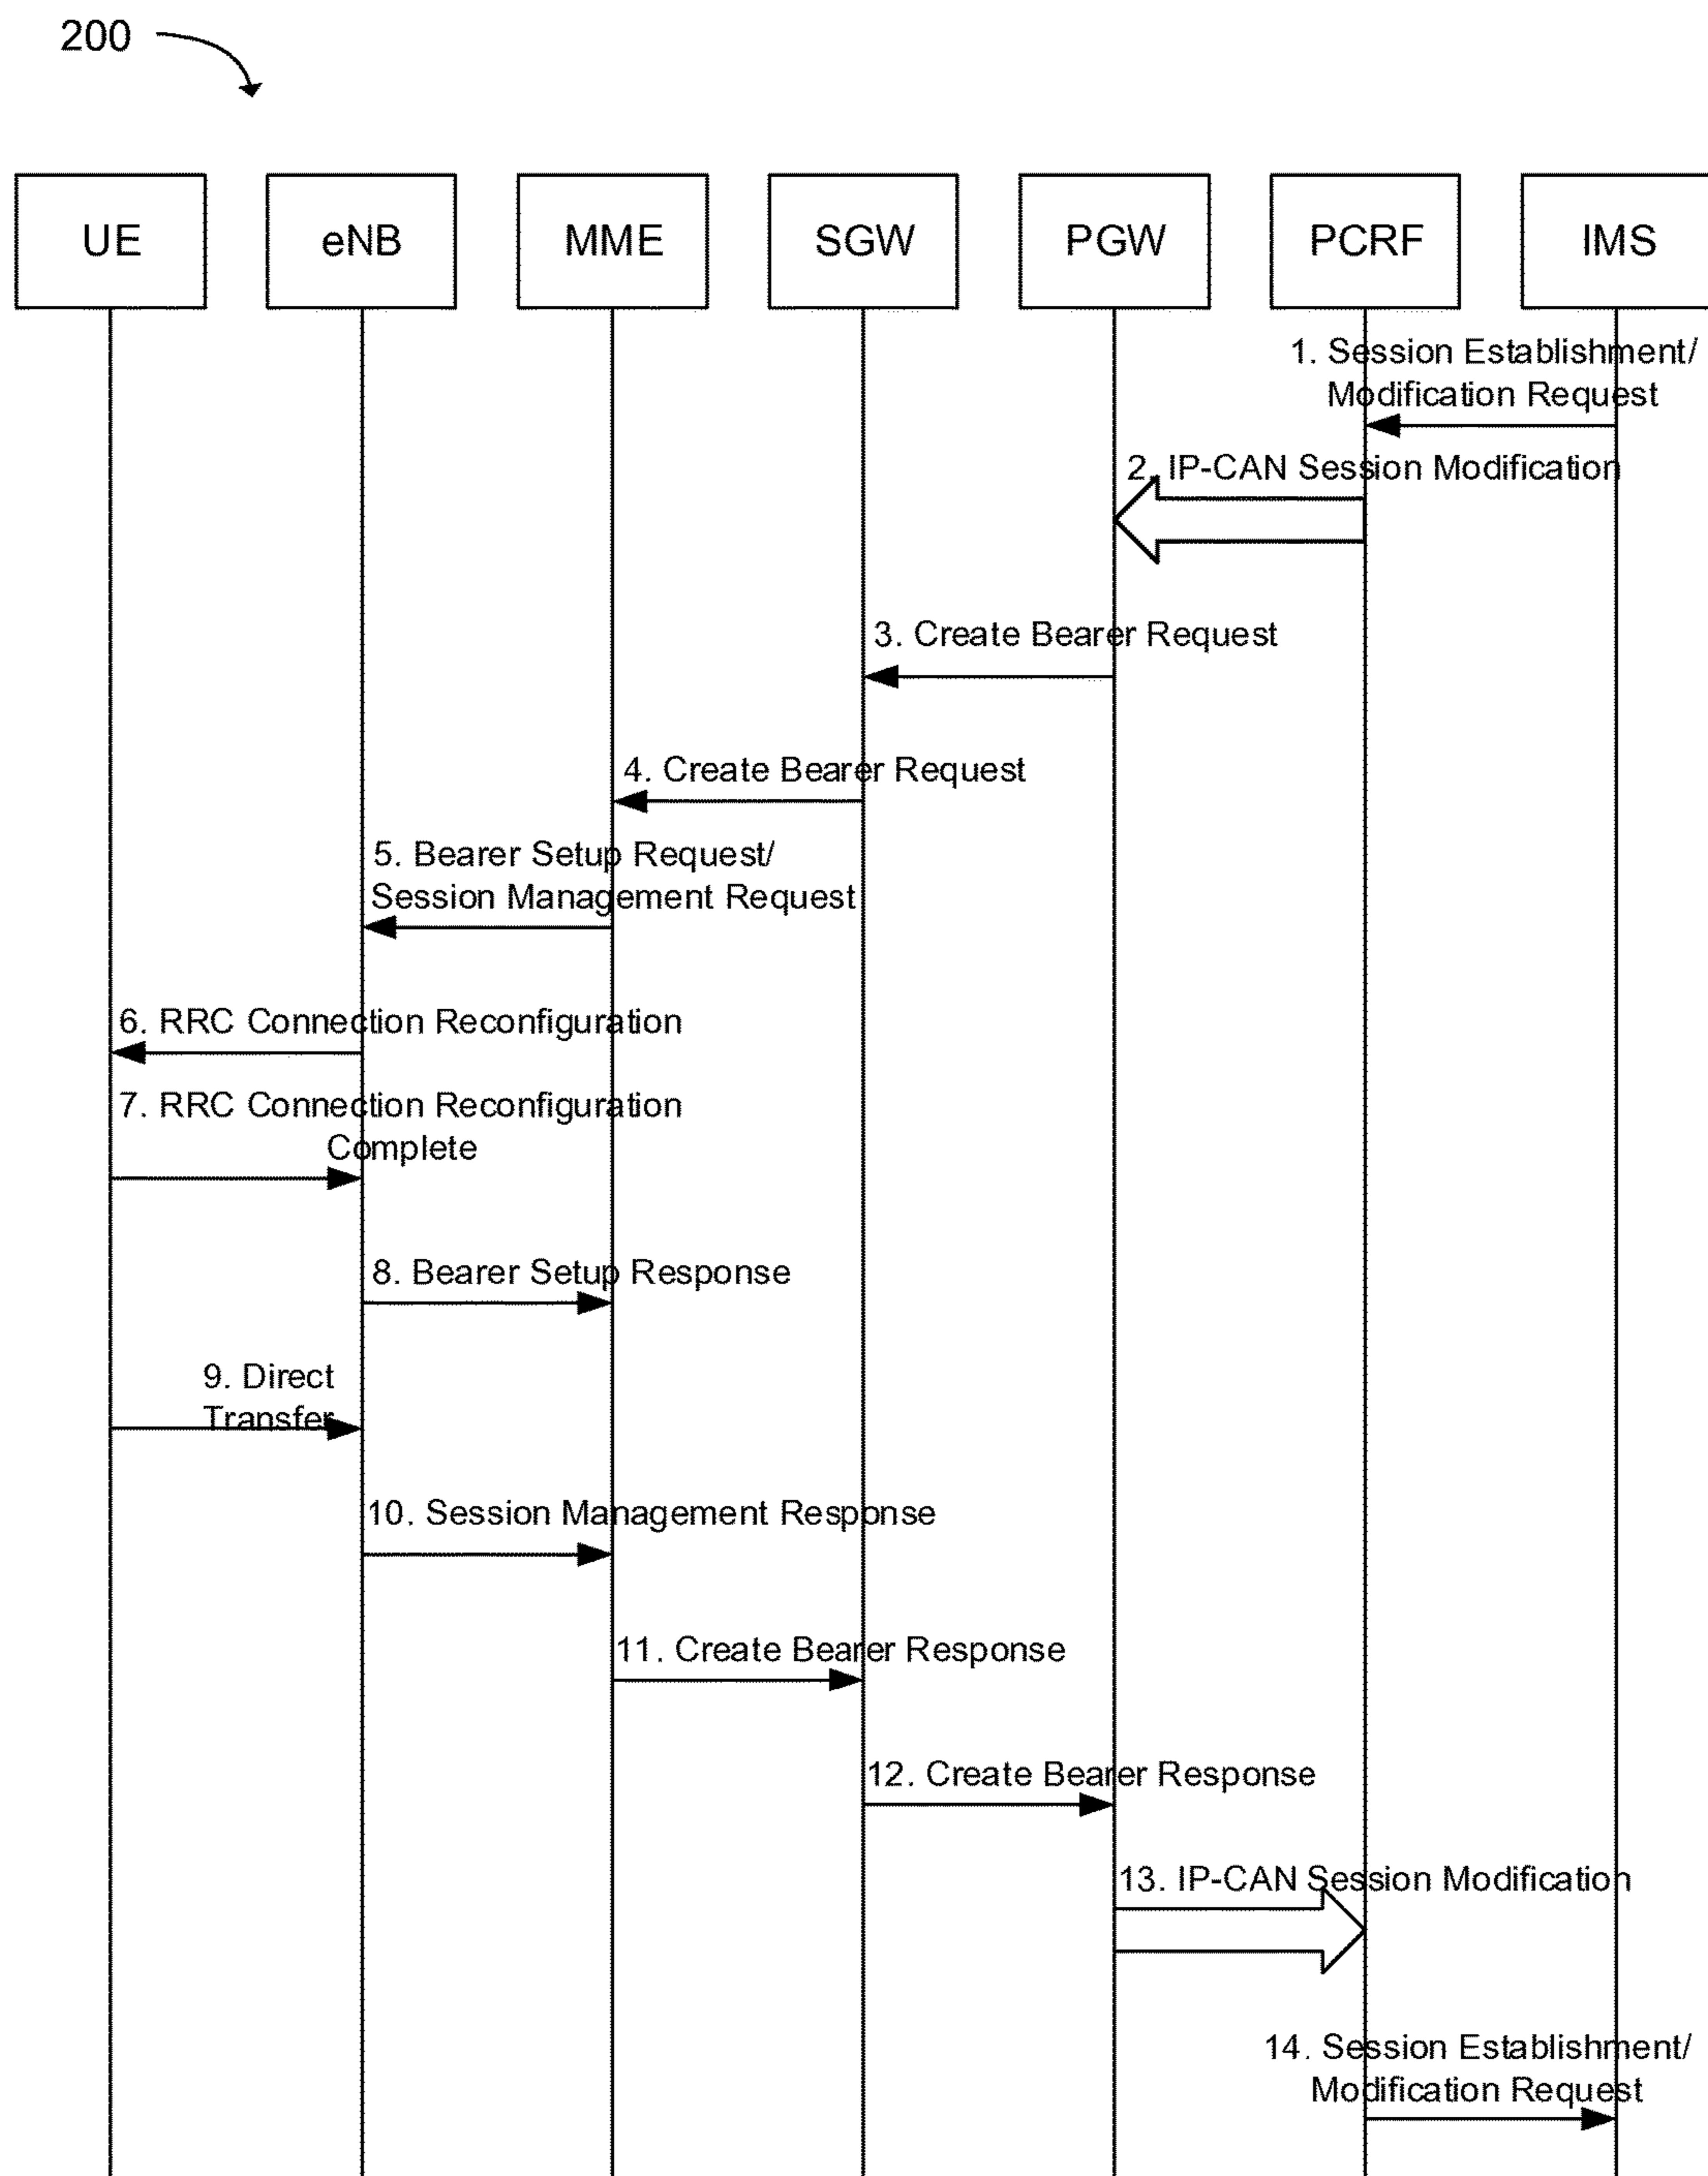 200
UE eNB MME SGW PGW PCRF IMS
1. Session Establishment/
Modification Request
2. IP-CAN Session Modification
3. Create Bearer Request
4. Create Bearer Request
5. Bearer Setup Request/
Session Management Request
6. RRC Connection Reconfiguration
7. RRC Connection Reconfiguration
Complete
8. Bearer Setup Response
9. Direct
Transfer
10. Session Management Response
11. Create Bearer Response
12. Create Bearer Response
13. IP-CAN Session Modification
14. Session Establishment/
Modification Request